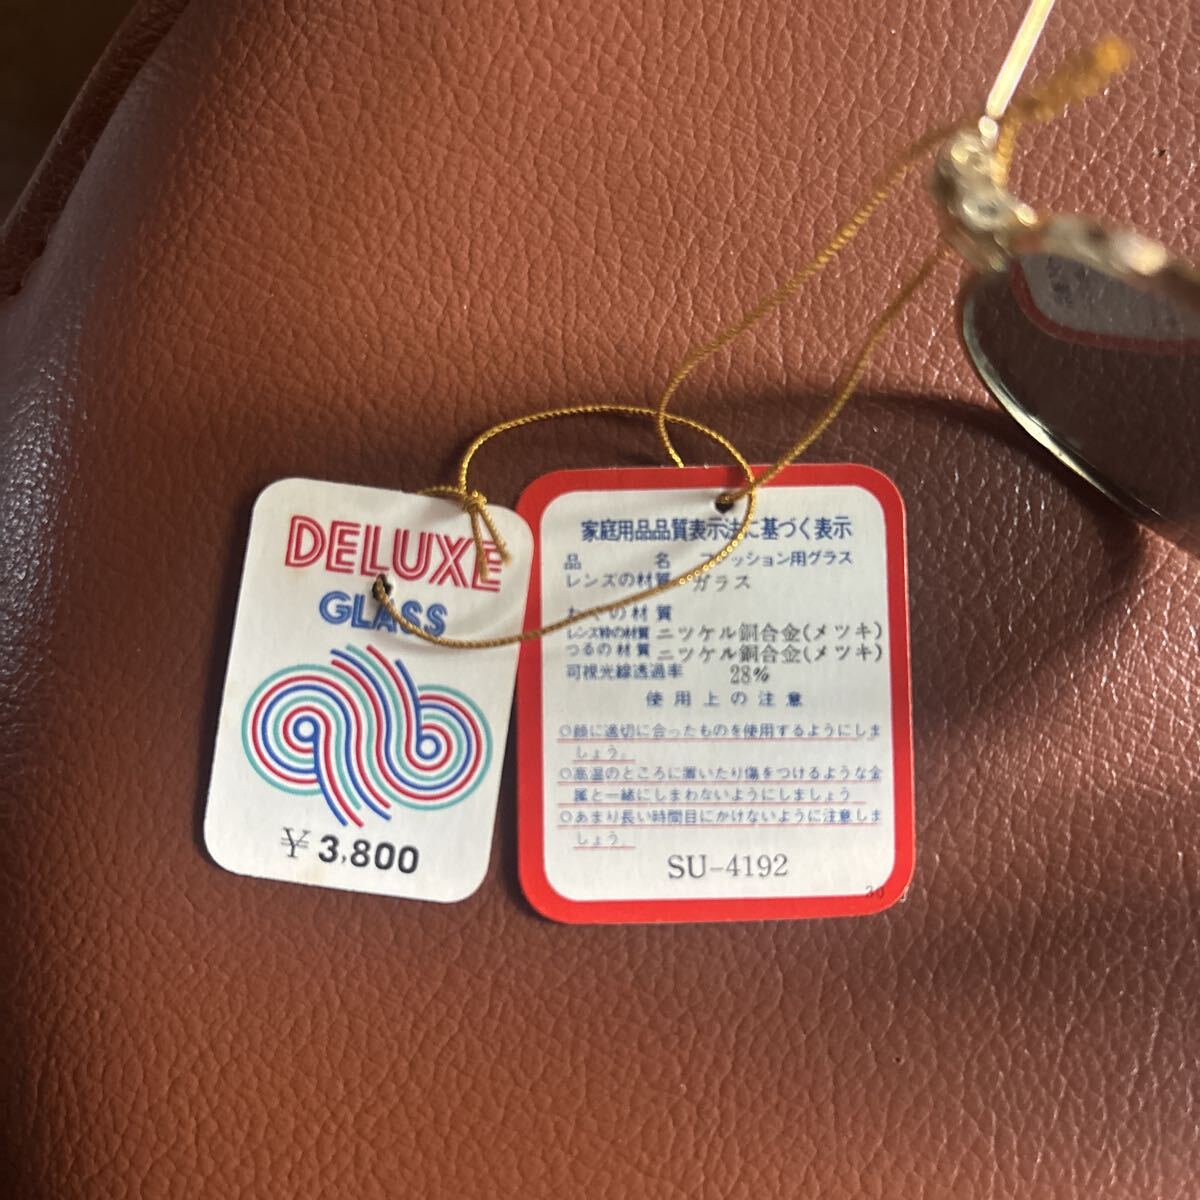 DELUXE
GLASS
¥3,800
家庭用品品質表示法に基づく表示
品名 ファッション用グラス
レンズの材質 ガラス
わくの材質
レンズ枠の材質 ニツケル銅合金(メツキ)
つるの材質 ニツケル銅合金(メツキ)
可視光線透過率 28%
使用上の注意
○顔に適切に合ったものを使用するようにしま
しょう。
○高温のところに置いたり傷をつけるような金
属と一緒にしまわないようにしましょう
○あまり長い時間目にかけないように注意しま
しょう。
SU-4192